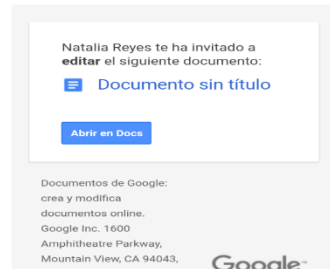 Natalia Reyes te ha invitado a
editar el siguiente documento:
Documento sin título
Abrir en Docs
Documentos de Google:
crea y modifica
documentos online.
Google Inc. 1600
Amphitheatre Parkway,
Mountain View, CA 94043,
Google